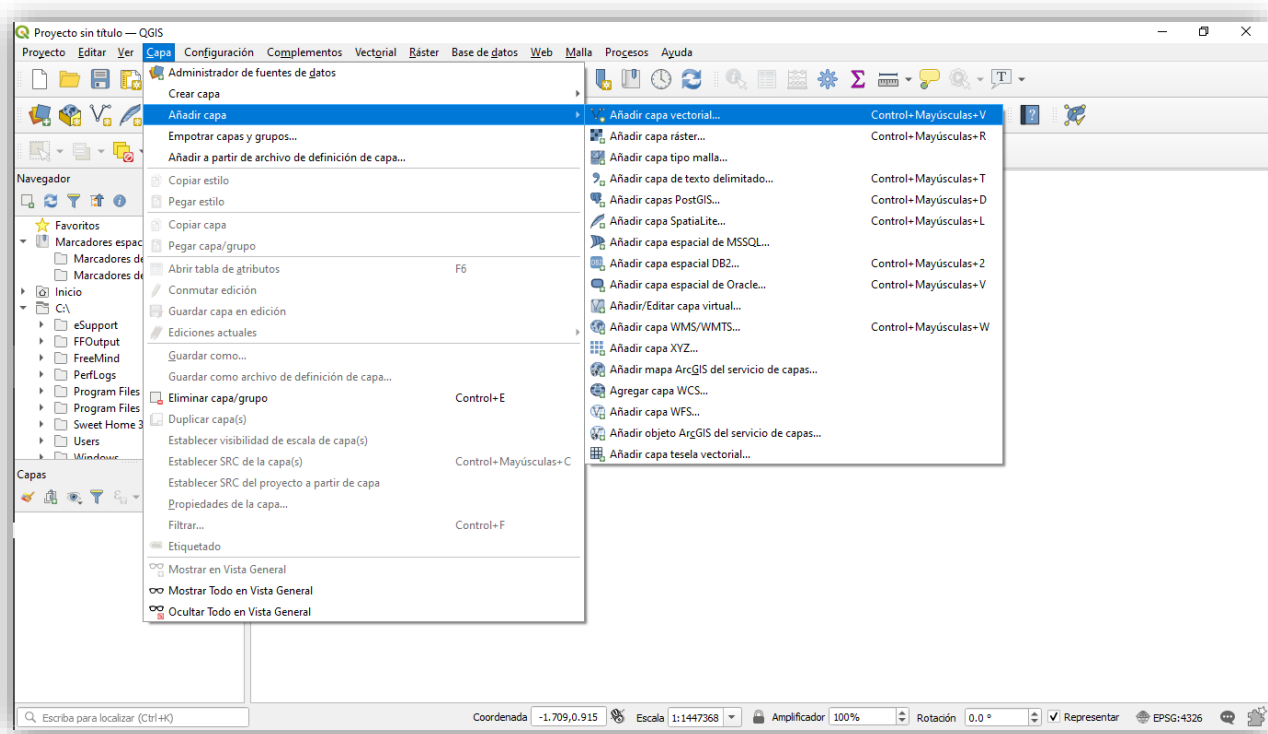 Proyecto sin título — QGIS
Proyecto Editar Ver Capa Configuración Complementos Vectorial Ráster Base de datos Web Malla Procesos Ayuda
Administrador de fuentes de datos
Crear capa
Añadir capa
Empotrar capas y grupos...
Añadir a partir de archivo de definición de capa...
Copiar estilo
Pegar estilo
Copiar capa
Pegar capa/grupo
Abrir tabla de atributos F6
Conmutar edición
Guardar capa en edición
Ediciones actuales
Guardar como...
Guardar como archivo de definición de capa...
Eliminar capa/grupo Control+E
Duplicar capa(s)
Establecer visibilidad de escala de capa(s)
Establecer SRC de la capa(s) Control+Mayúsculas+C
Establecer SRC del proyecto a partir de capa
Propiedades de la capa...
Filtrar... Control+F
Etiquetado
Mostrar en Vista General
Mostrar Todo en Vista General
Ocultar Todo en Vista General
Añadir capa vectorial... Control+Mayúsculas+V
Añadir capa ráster... Control+Mayúsculas+R
Añadir capa tipo malla...
Añadir capa de texto delimitado... Control+Mayúsculas+T
Añadir capas PostGIS... Control+Mayúsculas+D
Añadir capa SpatiaLite... Control+Mayúsculas+L
Añadir capa espacial de MSSQL...
Añadir capa espacial DB2... Control+Mayúsculas+2
Añadir capa espacial de Oracle... Control+Mayúsculas+V
Añadir/Editar capa virtual...
Añadir capa WMS/WMTS... Control+Mayúsculas+W
Añadir capa XYZ...
Añadir mapa ArcGIS del servicio de capas...
Agregar capa WCS...
Añadir capa WFS...
Añadir objeto ArcGIS del servicio de capas...
Añadir capa tesela vectorial...
Navegador
Favoritos
Marcadores espac
Marcadores de
Marcadores de
Inicio
C:\
eSupport
FFOutput
FreeMind
PerfLogs
Program Files
Program Files
Sweet Home 3
Users
Windows
Capas
Escriba para localizar (Ctrl+K) Coordenada -1.709,0.915 Escala 1:1447368 Amplificador 100% Rotación 0.0 ° Representar EPSG:4326